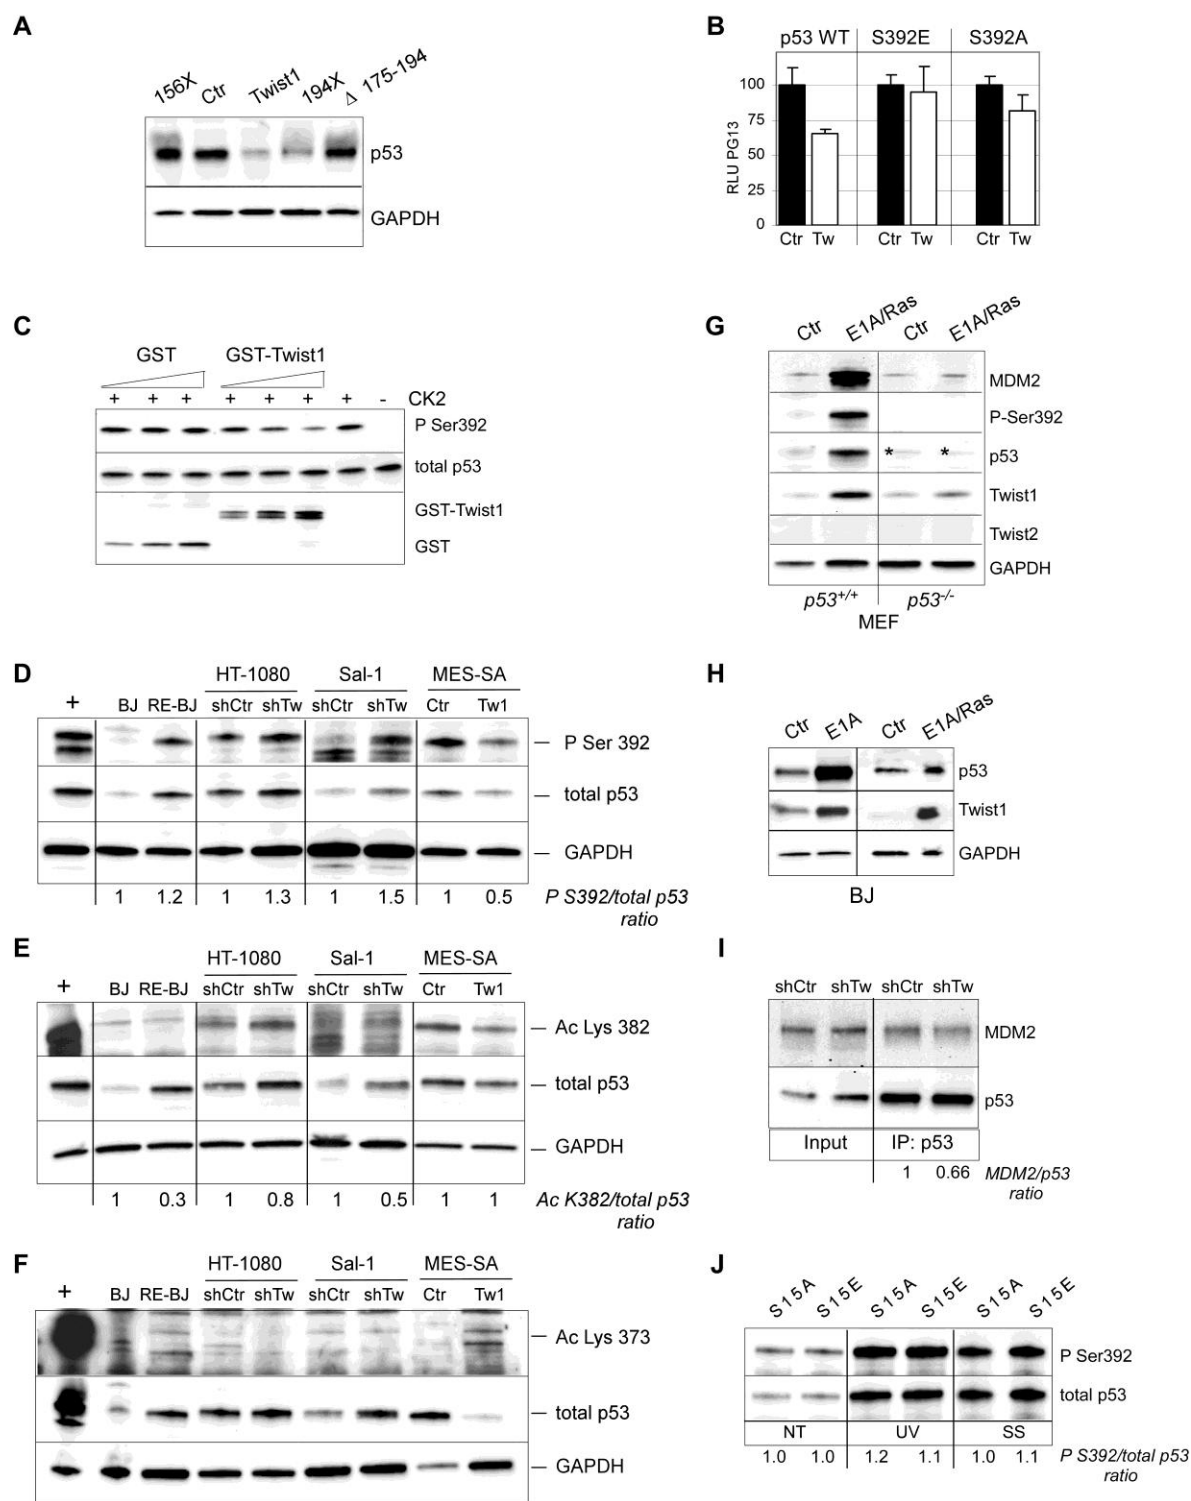 A
156X Ctr Twist1 194X Δ 175-194
p53
GAPDH
B
p53 WT S392E S392A
RLU PG13
100
75
50
25
0
Ctr Tw Ctr Tw Ctr Tw
C
GST GST-Twist1
+ + + + + + + - CK2
P Ser392
total p53
GST-Twist1
GST
G
Ctr E1A/Ras Ctr E1A/Ras
MDM2
P-Ser392
* * p53
Twist1
Twist2
GAPDH
p53+/+ p53-/-
MEF
D
HT-1080 Sal-1 MES-SA
+ BJ RE-BJ shCtr shTw shCtr shTw Ctr Tw1
P Ser 392
total p53
GAPDH
1 1.2 1 1.3 1 1.5 1 0.5 P S392/total p53
ratio
H
Ctr E1A Ctr E1A/Ras
p53
Twist1
GAPDH
BJ
E
HT-1080 Sal-1 MES-SA
+ BJ RE-BJ shCtr shTw shCtr shTw Ctr Tw1
Ac Lys 382
total p53
GAPDH
1 0.3 1 0.8 1 0.5 1 1 Ac K382/total p53
ratio
I
shCtr shTw shCtr shTw
MDM2
p53
Input IP: p53
1 0.66 MDM2/p53
ratio
F
HT-1080 Sal-1 MES-SA
+ BJ RE-BJ shCtr shTw shCtr shTw Ctr Tw1
Ac Lys 373
total p53
GAPDH
J
S15A S15E S15A S15E S15A S15E
P Ser392
total p53
NT UV SS
1.0 1.0 1.2 1.1 1.0 1.1 P S392/total p53
ratio